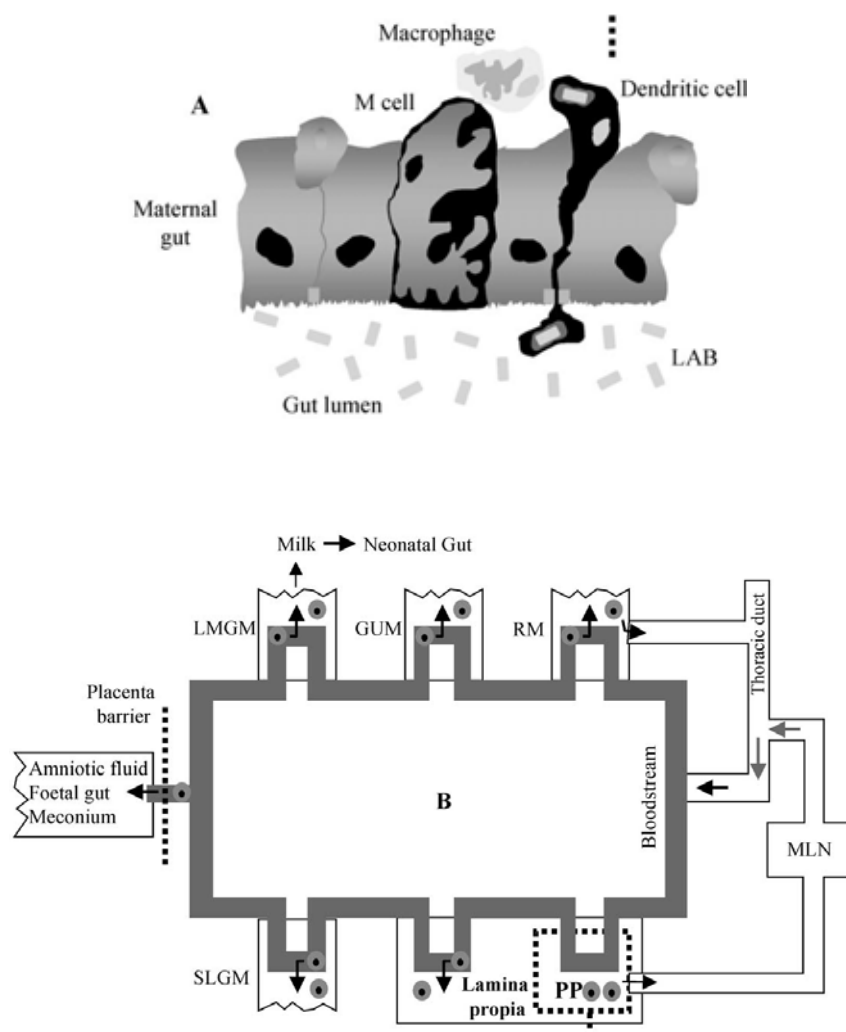 Macrophage
Dendritic cell
A
M cell
Maternal
gut
LAB
Gut lumen
Milk
Neonatal Gut
LMGM
GUM
RM
Thoracic duct
Placenta
barrier
Amniotic fluid
Foetal gut
Meconium
B
Bloodstream
MLN
SLGM
Lamina
propia
PP